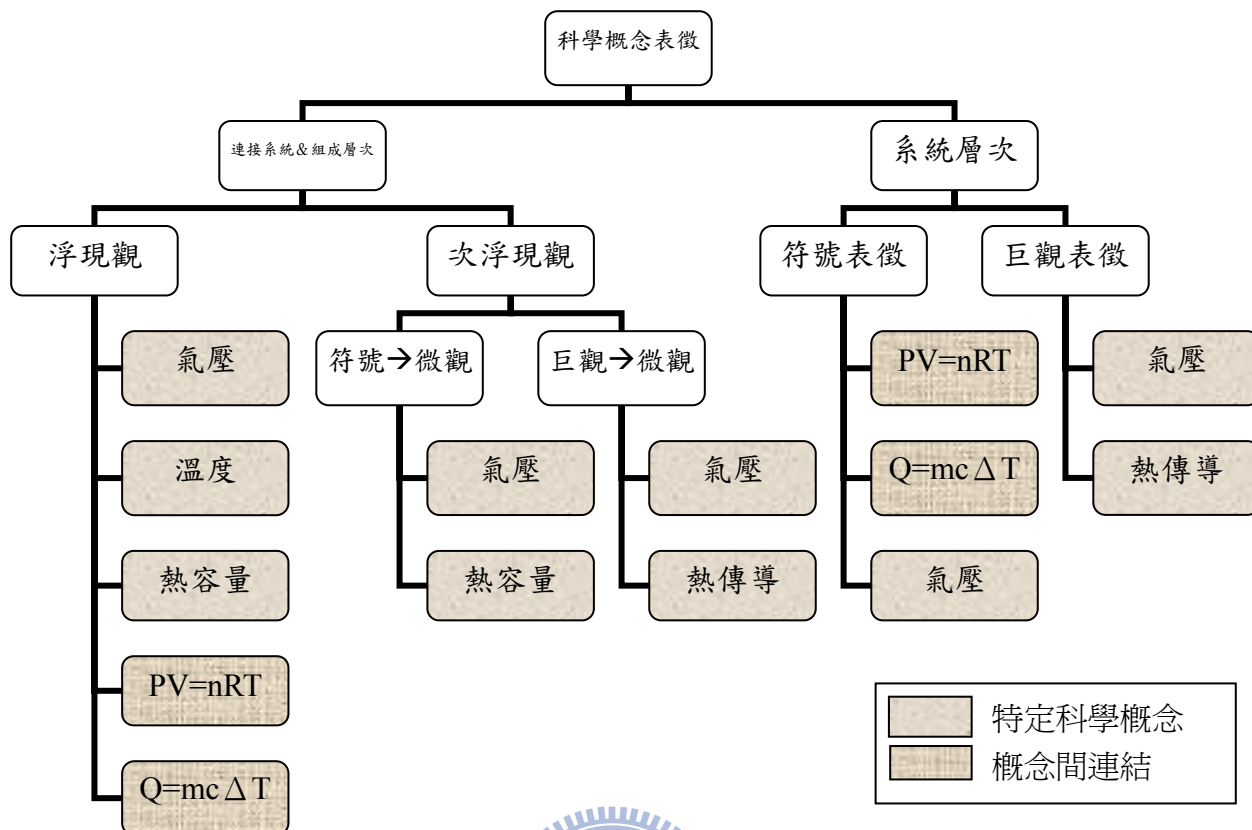 科學概念表徵
連接系統&組成層次
系統層次
浮現觀
次浮現觀
符號表徵
巨觀表徵
氣壓
符號→微觀
巨觀→微觀
PV=nRT
氣壓
溫度
氣壓
氣壓
Q=mc Δ T
熱傳導
熱容量
熱容量
熱傳導
氣壓
PV=nRT
Q=mc Δ T
特定科學概念
概念間連結